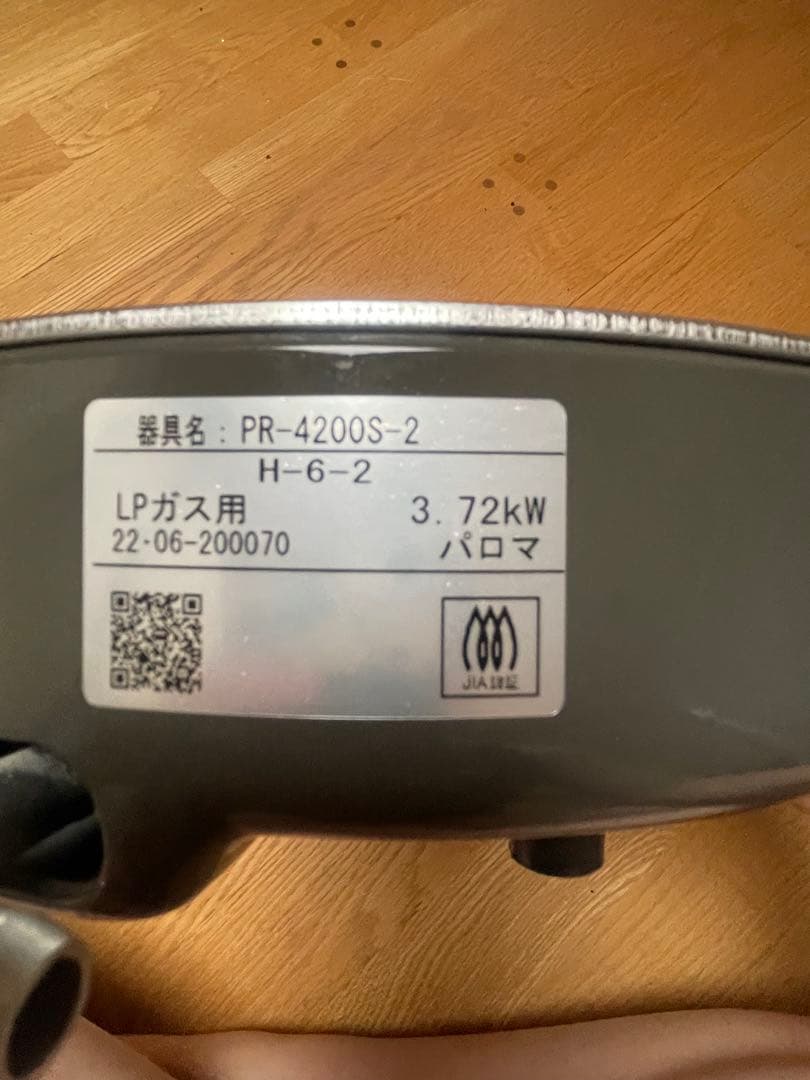 器具名：PR-4200S-2
H-6-2
LPガス用 3.72kW
22・06-200070 パロマ
JIA認証